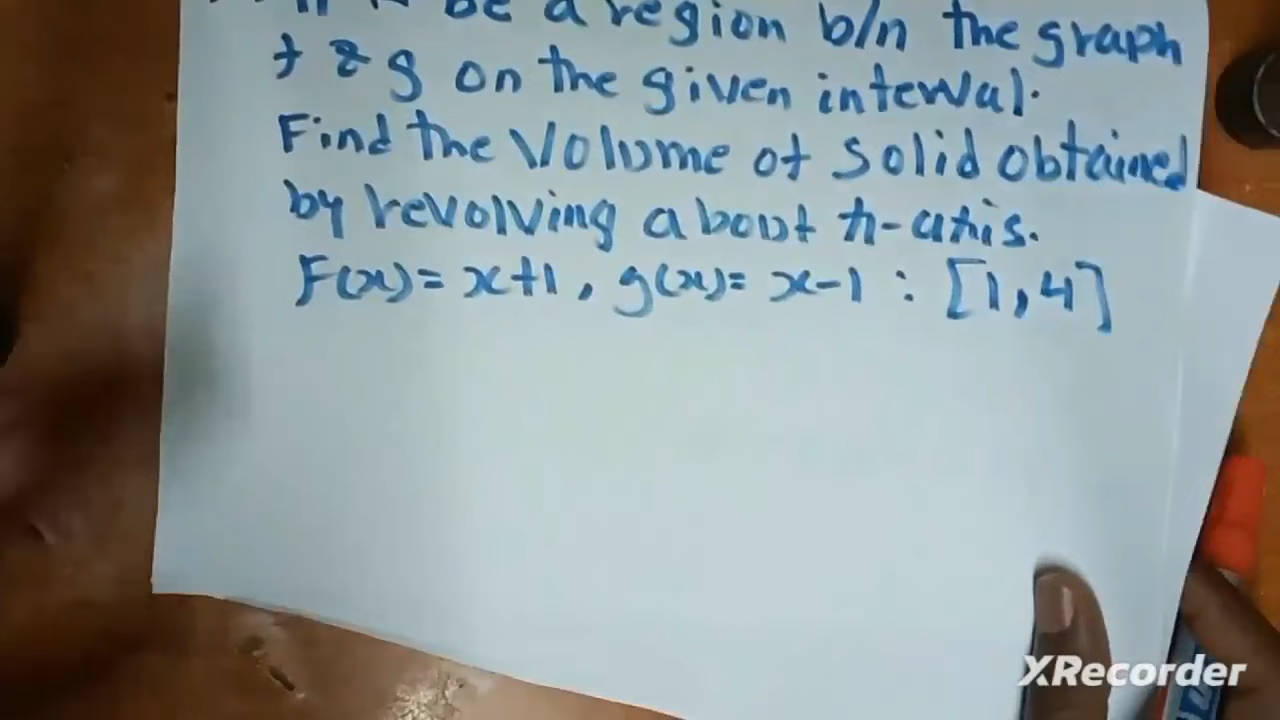 be a region b/n the graph
f & g on the given interval.
Find the Volume of solid obtained
by revolving about x-axis.
F(x) = x+1, g(x) = x-1 : [1,4]
XRecorder